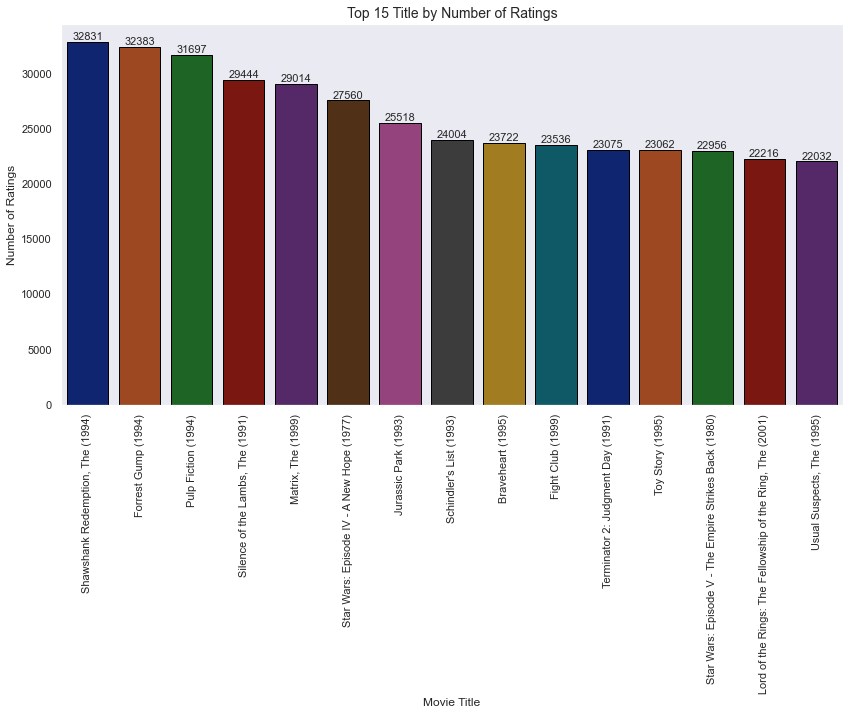 Top 15 Title by Number of Ratings
32831
32383
31697
29444
29014
27560
25518
24004
23722
23536
23075
23062
22956
22216
22032
Number of Ratings
30000
25000
20000
15000
10000
5000
0
Shawshank Redemption, The (1994)
Forrest Gump (1994)
Pulp Fiction (1994)
Silence of the Lambs, The (1991)
Matrix, The (1999)
Star Wars: Episode IV - A New Hope (1977)
Jurassic Park (1993)
Schindler's List (1993)
Braveheart (1995)
Fight Club (1999)
Terminator 2: Judgment Day (1991)
Toy Story (1995)
Star Wars: Episode V - The Empire Strikes Back (1980)
Lord of the Rings: The Fellowship of the Ring, The (2001)
Usual Suspects, The (1995)
Movie Title